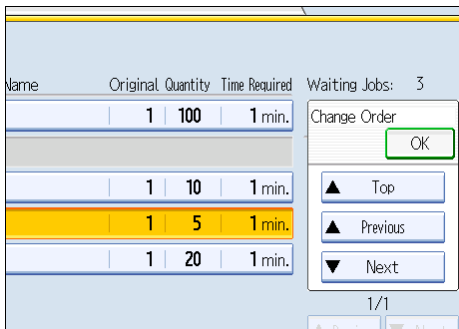 Name Original Quantity Time Required Waiting Jobs: 3
1 100 1 min. Change Order
OK
1 10 1 min. ▲ Top
1 5 1 min. ▲ Previous
1 20 1 min. ▼ Next
1/1